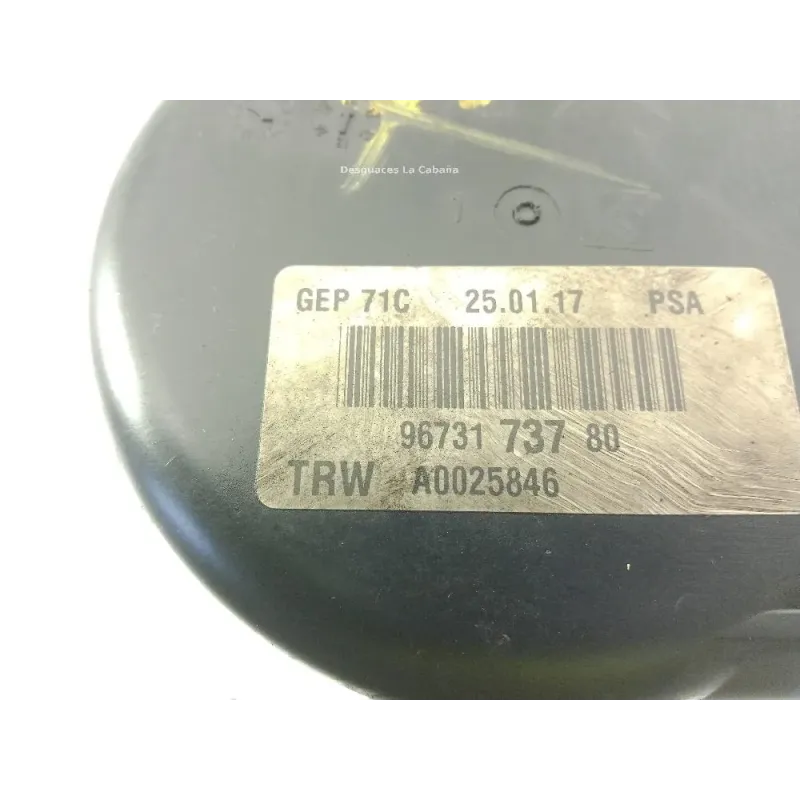 Desguaces La Cabaña
GEP 71C 25.01.17 PSA
96731 737 80
TRW A0025846